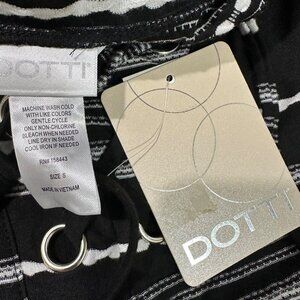 DOTTI
MACHINE WASH COLD
WITH LIKE COLORS
GENTLE CYCLE
ONLY NON-CHLORINE
BLEACH WHEN NEEDED
LINE DRY IN SHADE
COOL IRON IF NEEDED
RN# 158443
SIZE S
MADE IN VIETNAM
DOTTI